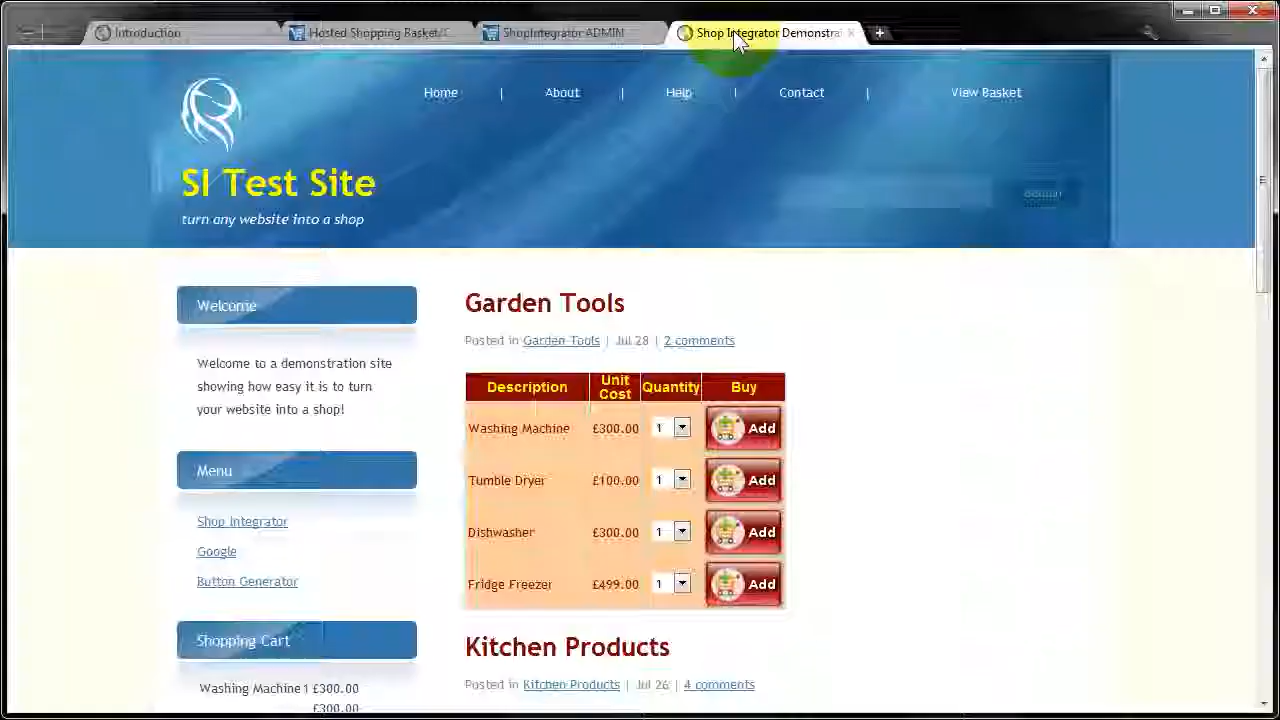 Introduction
Hosted Shopping Basket/C
ShopIntegrator ADMIN
Shop Integrator Demonstra
Home | About | Help | Contact | View Basket
SI Test Site
turn any website into a shop
Welcome
Welcome to a demonstration site
showing how easy it is to turn
your website into a shop!
Menu
Shop Integrator
Google
Button Generator
Shopping Cart
Washing Machine 1 £300.00
£300.00
Garden Tools
Posted in Garden Tools | Jul 28 | 2 comments
Description Unit Cost Quantity Buy
Washing Machine £300.00 1 Add
Tumble Dryer £100.00 1 Add
Dishwasher £300.00 1 Add
Fridge Freezer £499.00 1 Add
Kitchen Products
Posted in Kitchen Products | Jul 26 | 4 comments